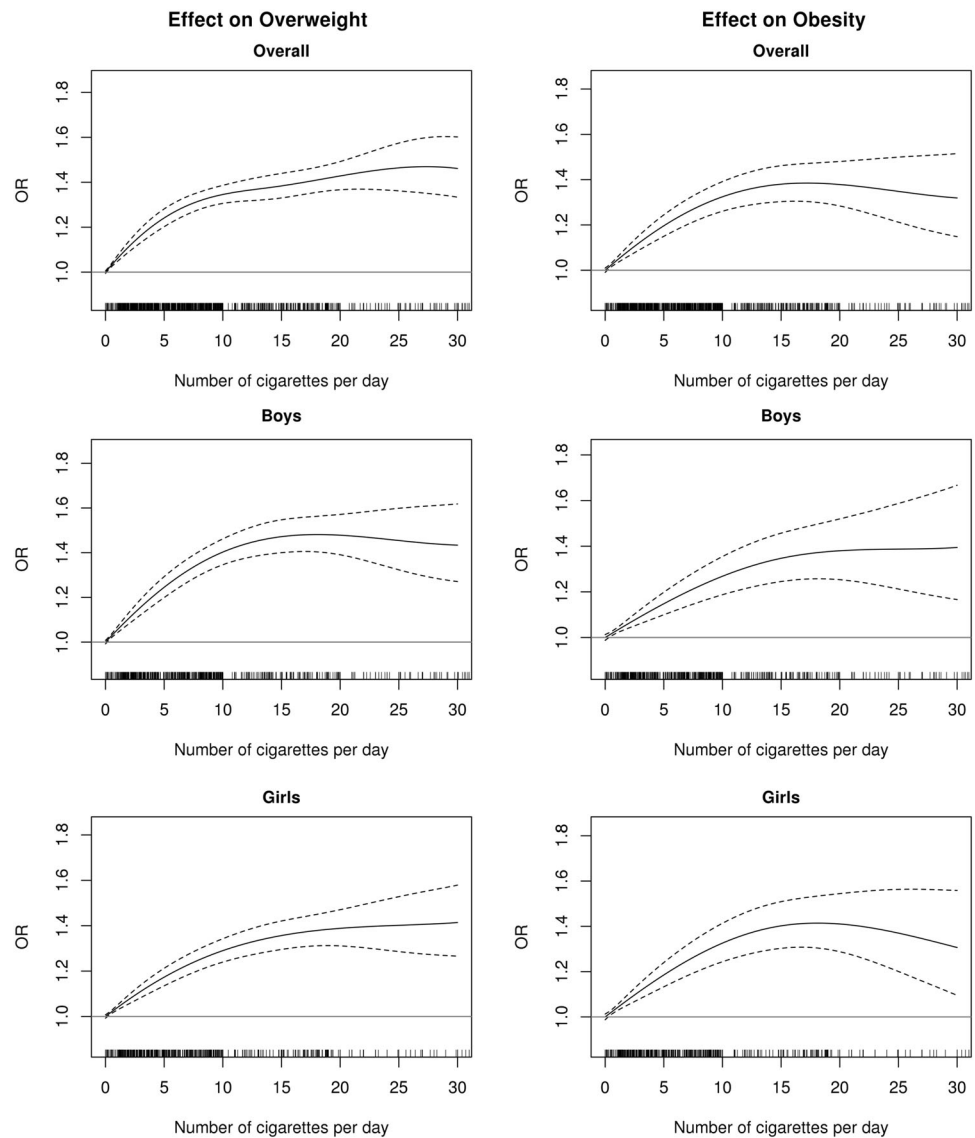 Effect on Overweight
Effect on Obesity
Overall
OR
1.0 1.2 1.4 1.6 1.8
0 5 10 15 20 25 30
Number of cigarettes per day
Overall
OR
1.0 1.2 1.4 1.6 1.8
0 5 10 15 20 25 30
Number of cigarettes per day
Boys
OR
1.0 1.2 1.4 1.6 1.8
0 5 10 15 20 25 30
Number of cigarettes per day
Boys
OR
1.0 1.2 1.4 1.6 1.8
0 5 10 15 20 25 30
Number of cigarettes per day
Girls
OR
1.0 1.2 1.4 1.6 1.8
0 5 10 15 20 25 30
Number of cigarettes per day
Girls
OR
1.0 1.2 1.4 1.6 1.8
0 5 10 15 20 25 30
Number of cigarettes per day